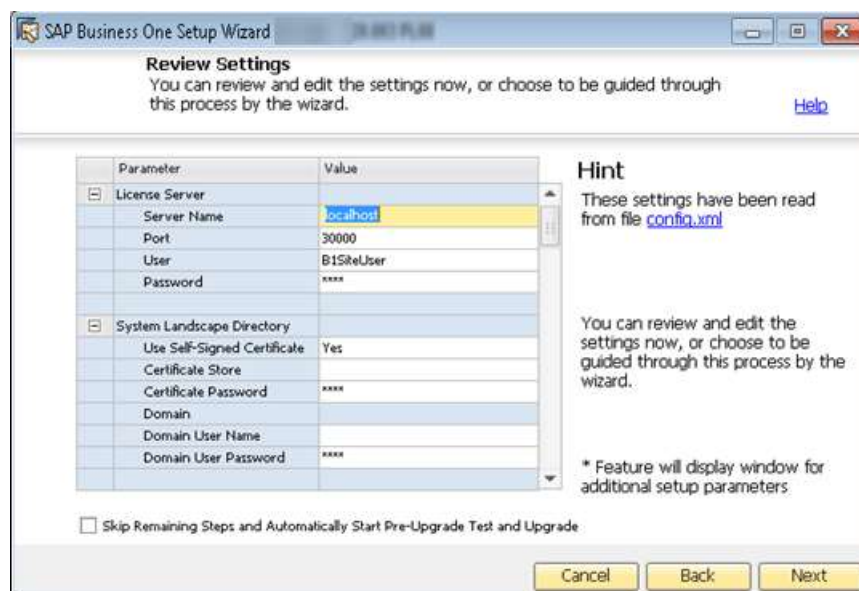 SAP Business One Setup Wizard
Review Settings
You can review and edit the settings now, or choose to be guided through
this process by the wizard.
Help
Parameter Value
License Server
Server Name localhost
Port 30000
User B1SiteUser
Password ****
System Landscape Directory
Use Self-Signed Certificate Yes
Certificate Store
Certificate Password ****
Domain
Domain User Name
Domain User Password ****
Hint
These settings have been read
from file config.xml
You can review and edit the
settings now, or choose to be
guided through this process by the
wizard.
* Feature will display window for
additional setup parameters
Skip Remaining Steps and Automatically Start Pre-Upgrade Test and Upgrade
Cancel Back Next